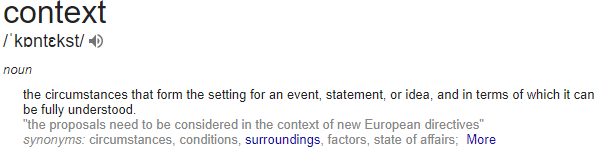 context
/ˈkɒntɛkst/
noun
the circumstances that form the setting for an event, statement, or idea, and in terms of which it can
be fully understood.
"the proposals need to be considered in the context of new European directives"
synonyms: circumstances, conditions, surroundings, factors, state of affairs; More